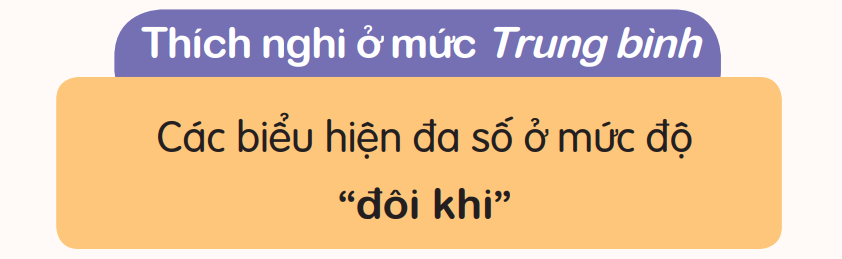 Thích nghi ở mức Trung bình
Các biểu hiện đa số ở mức độ
“đôi khi”